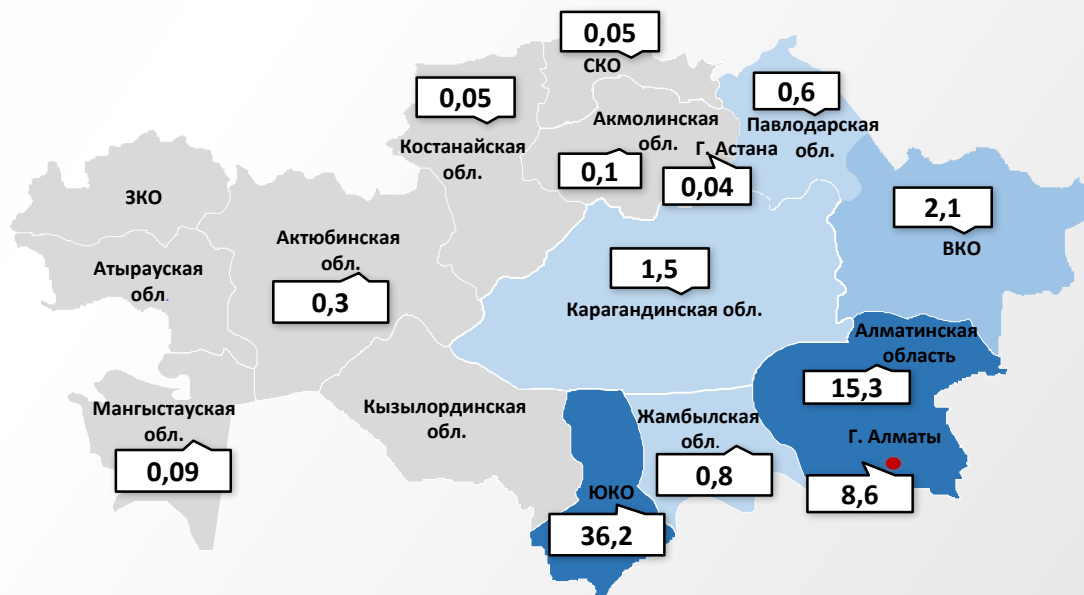 0,05
СКО
0,05
Костанайская
обл.
Акмолинская
обл.
0,1
Г. Астана
0,04
0,6
Павлодарская
обл.
ЗКО
Атырауская
обл.
Актюбинская
обл.
0,3
1,5
Карагандинская обл.
2,1
ВКО
Алматинская
область
15,3
Г. Алматы
8,6
Мангыстауская
обл.
0,09
Кызылординская
обл.
Жамбылская
обл.
0,8
ЮКО
36,2